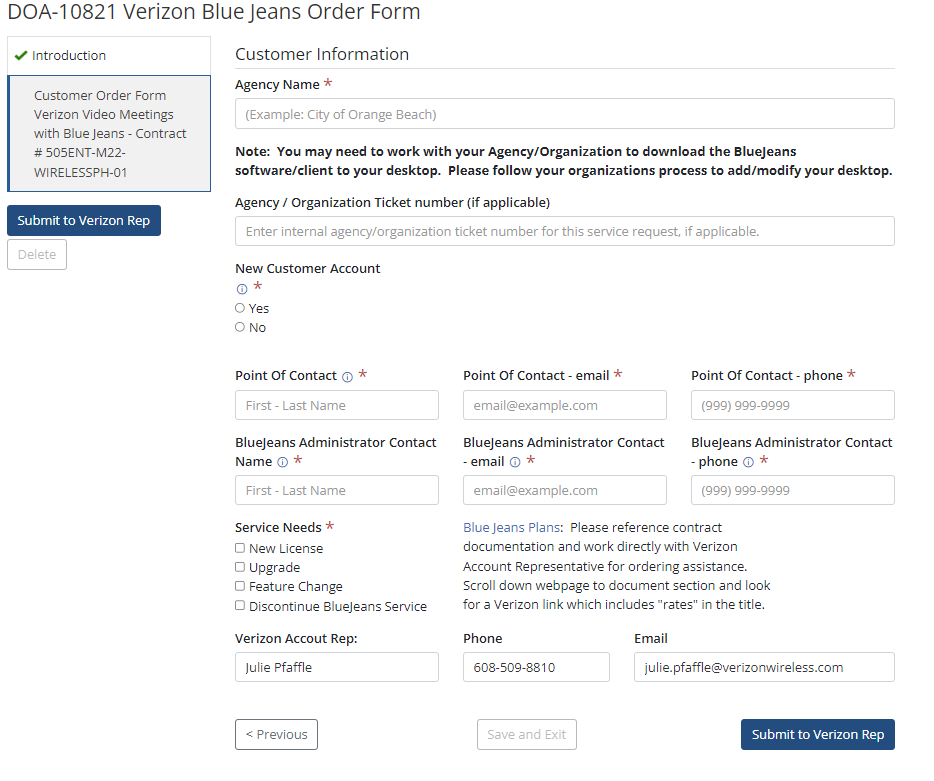 DOA-10821 Verizon Blue Jeans Order Form
Introduction
Customer Order Form
Verizon Video Meetings
with Blue Jeans - Contract
# 505ENT-M22-
WIRELESSPH-01
Submit to Verizon Rep
Delete
Customer Information
Agency Name *
(Example: City of Orange Beach)
Note: You may need to work with your Agency/Organization to download the BlueJeans
software/client to your desktop. Please follow your organizations process to add/modify your desktop.
Agency / Organization Ticket number (if applicable)
Enter internal agency/organization ticket number for this service request, if applicable.
New Customer Account
*
Yes
No
Point Of Contact * Point Of Contact - email * Point Of Contact - phone *
First - Last Name email@example.com (999) 999-9999
BlueJeans Administrator Contact
Name *
BlueJeans Administrator Contact
- email *
BlueJeans Administrator Contact
- phone *
First - Last Name email@example.com (999) 999-9999
Service Needs *
New License
Upgrade
Feature Change
Discontinue BlueJeans Service
Blue Jeans Plans: Please reference contract
documentation and work directly with Verizon
Account Representative for ordering assistance.
Scroll down webpage to document section and look
for a Verizon link which includes "rates" in the title.
Verizon Accout Rep: Phone Email
Julie Pfaffle 608-509-8810 julie.pfaffle@verizonwireless.com
< Previous Save and Exit Submit to Verizon Rep